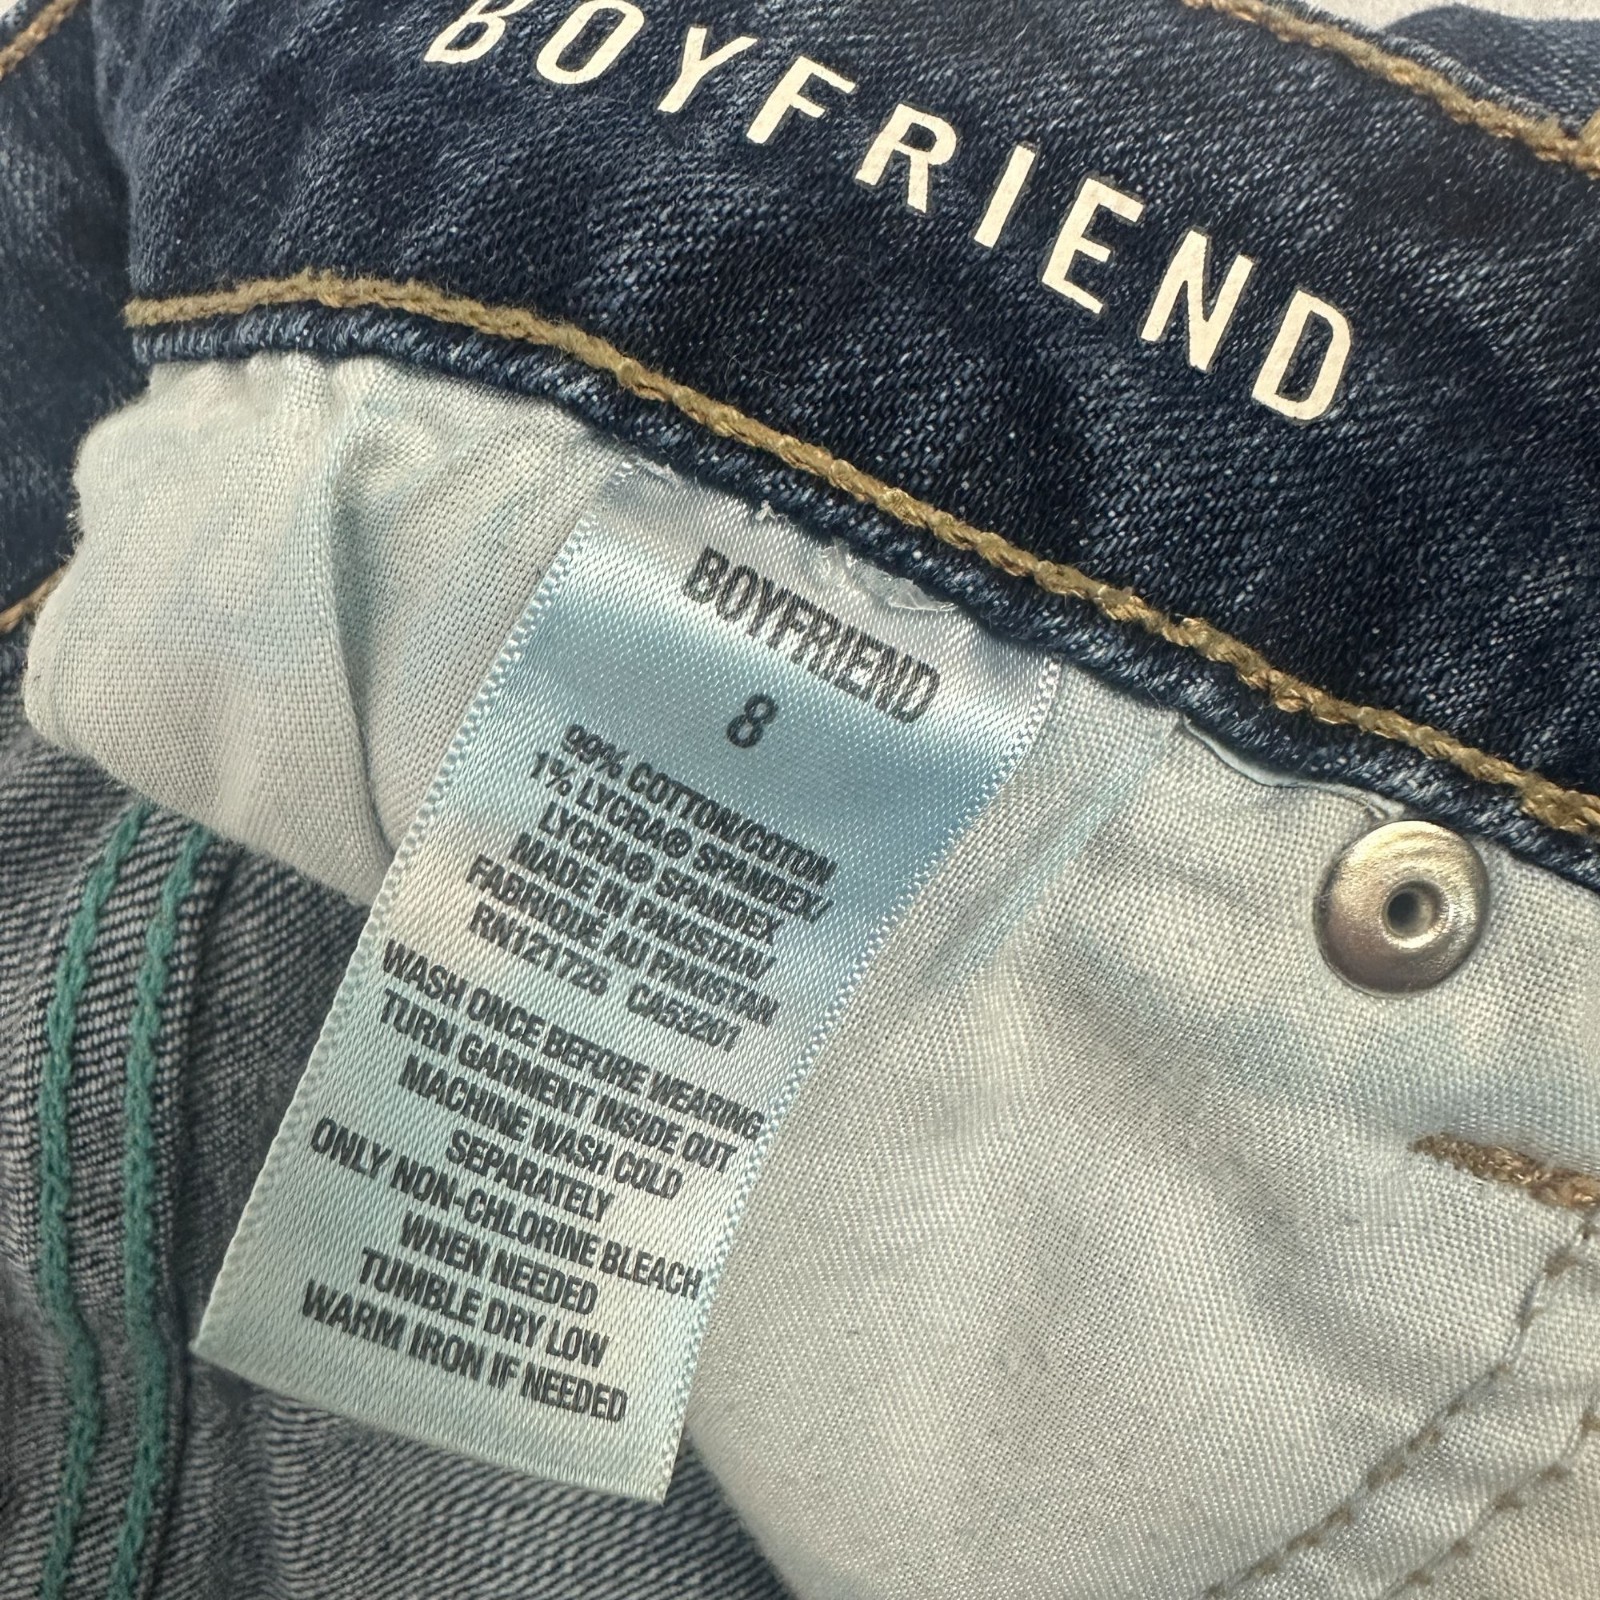 BOYFRIEND
BOYFRIEND
8
99% COTTON/COTON
1% LYCRA® SPANDEX/
LYCRA® SPANDEX
MADE IN PAKISTAN/
FABRIQUE AU PAKISTAN
RN121726 CA53201
WASH ONCE BEFORE WEARING
TURN GARMENT INSIDE OUT
MACHINE WASH COLD
SEPARATELY
ONLY NON-CHLORINE BLEACH
WHEN NEEDED
TUMBLE DRY LOW
WARM IRON IF NEEDED